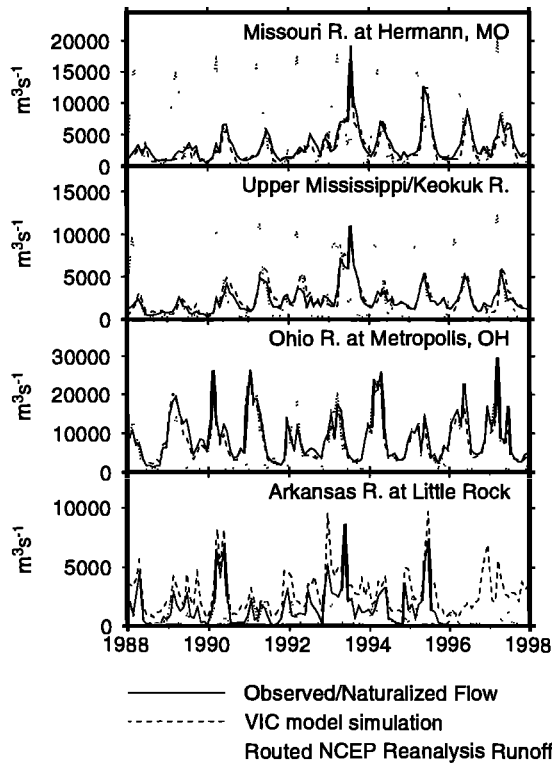 Missouri R. at Hermann, MO
20000
15000
10000
5000
0
m³s⁻¹
Upper Mississippi/Keokuk R.
15000
10000
5000
0
m³s⁻¹
Ohio R. at Metropolis, OH
30000
20000
10000
0
m³s⁻¹
Arkansas R. at Little Rock
10000
5000
0
m³s⁻¹
1988 1990 1992 1994 1996 1998
Observed/Naturalized Flow
VIC model simulation
Routed NCEP Reanalysis Runoff